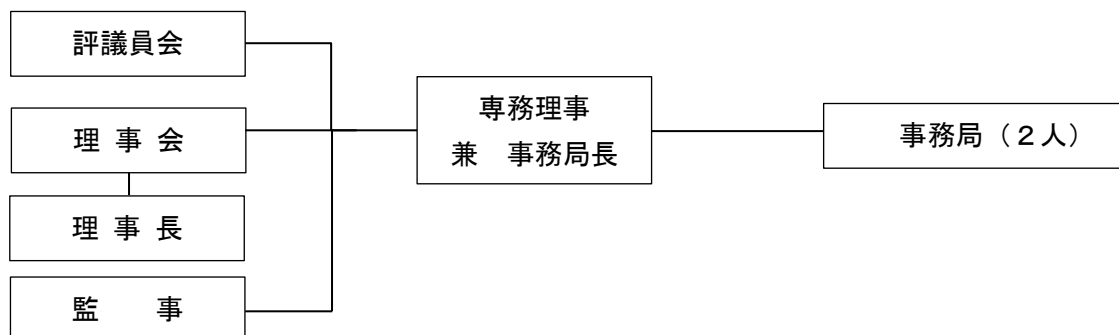 評議員会
理 事 会
理 事 長
監　　事
専務理事
兼　事務局長
事務局（２人）